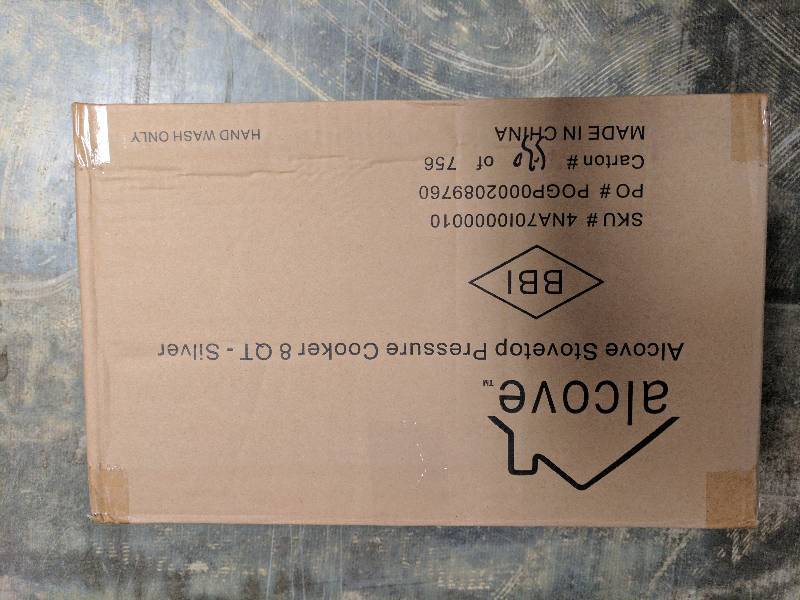 alcove™
Alcove Stovetop Pressure Cooker 8 QT - Silver
BBI
SKU # 4NA70I0000010
PO # POGP0002089760
Carton # of 756
MADE IN CHINA
HAND WASH ONLY